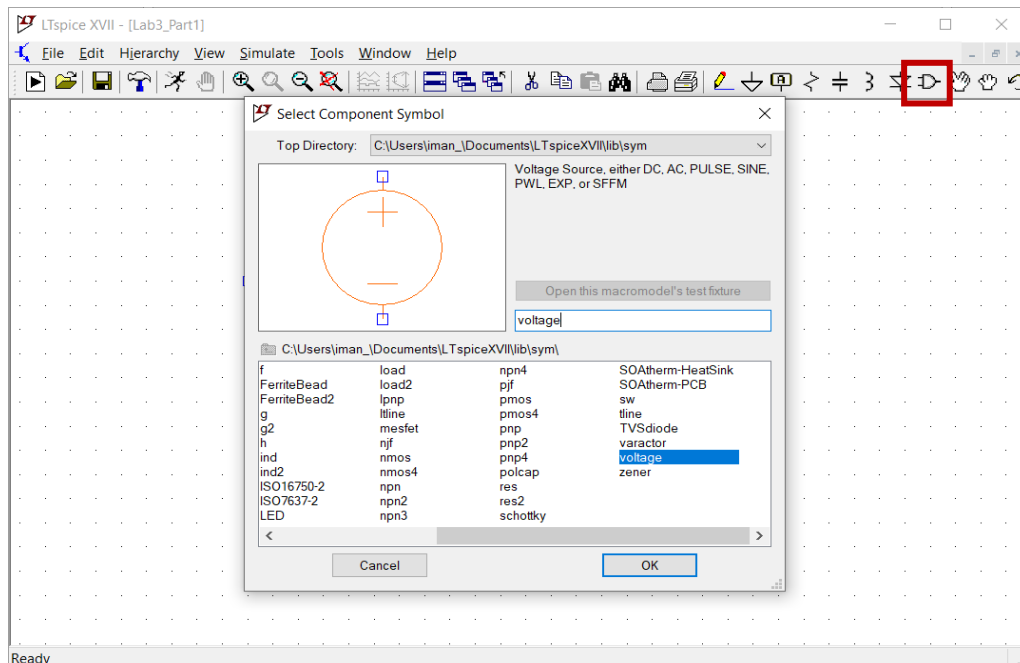 LTspice XVII - [Lab3_Part1]
File Edit Hierarchy View Simulate Tools Window Help
Select Component Symbol
Top Directory: C:\Users\iman_\Documents\LTspiceXVII\lib\sym
Voltage Source, either DC, AC, PULSE, SINE,
PWL, EXP, or SFFM
Open this macromodel's test fixture
voltage
C:\Users\iman_\Documents\LTspiceXVII\lib\sym\
f load npn4 SOAtherm-HeatSink
FerriteBead load2 pjf SOAtherm-PCB
FerriteBead2 lpnp pmos sw
g ltline pmos4 tline
g2 mesfet pnp TVSdiode
h njf pnp2 varactor
ind nmos pnp4 voltage
ind2 nmos4 polcap zener
ISO16750-2 npn res
ISO7637-2 npn2 res2
LED npn3 schottky
Cancel OK
Ready